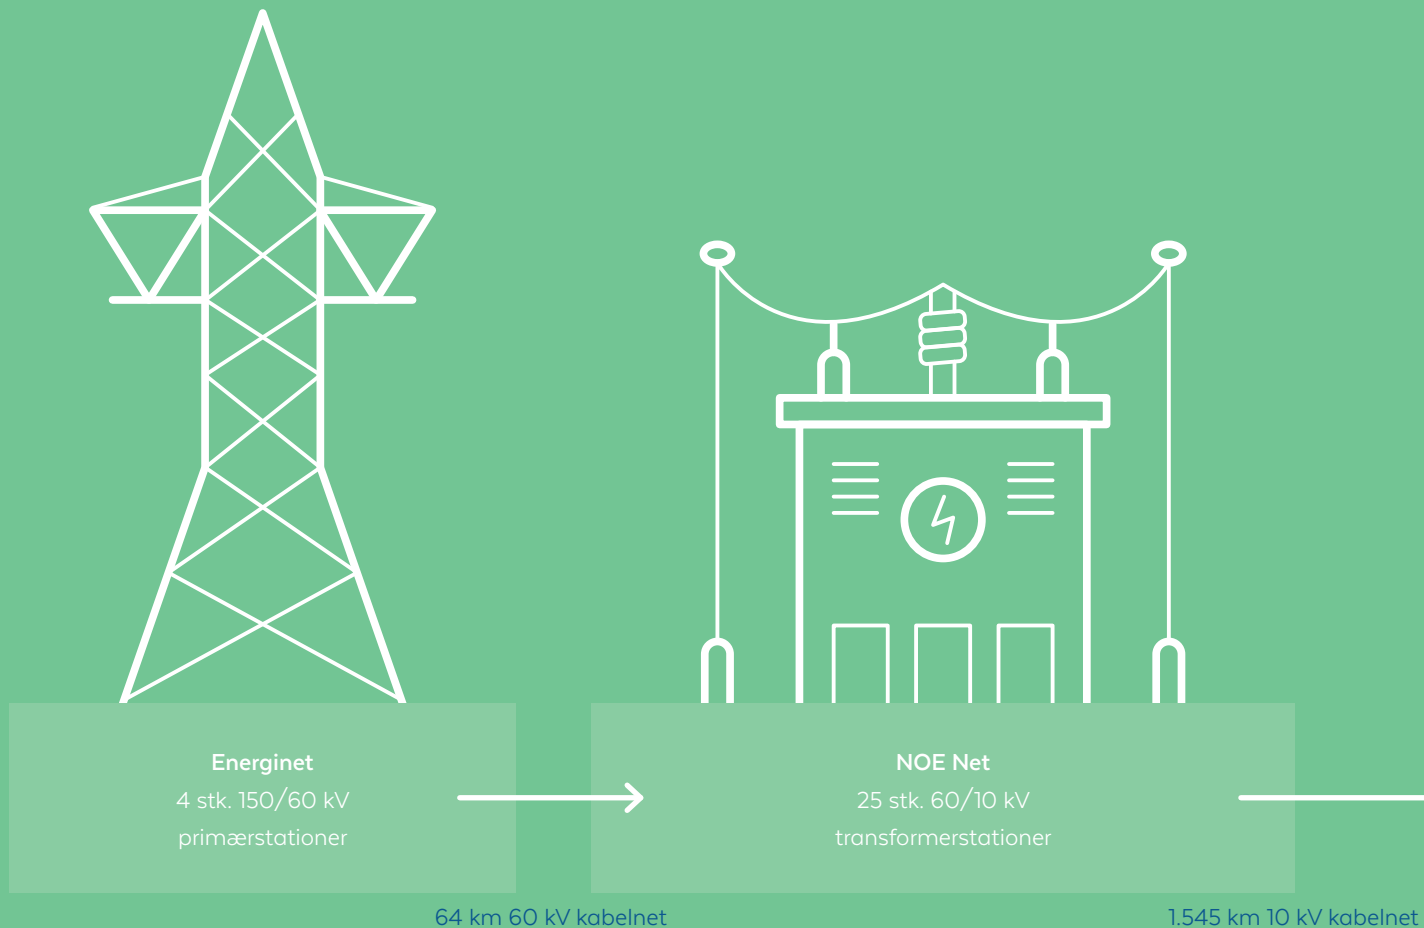 Energinet
4 stk. 150/60 kV
primærstationer
NOE Net
25 stk. 60/10 kV
transformerstationer
64 km 60 kV kabelnet
1.545 km 10 kV kabelnet